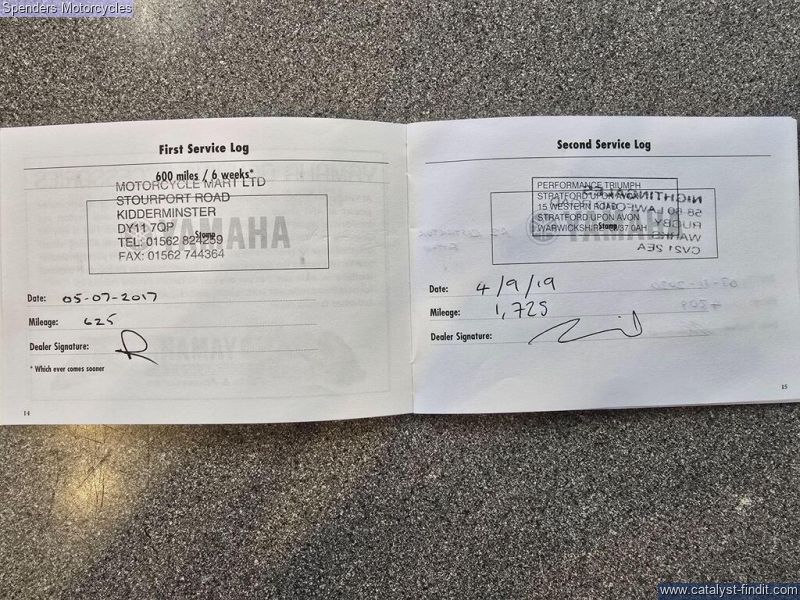 Spenders Motorcycles
First Service Log
600 miles / 6 weeks*
MOTORCYCLE MART LTD
STOURPORT ROAD
KIDDERMINSTER
DY11 7QP
Stamp
TEL: 01562 824259
FAX: 01562 744364
YAMAHA
Date: 05-07-2017
Mileage: 625
Dealer Signature:
* Which ever comes sooner
14
Second Service Log
PERFORMANCE TRIUMPH
STRATFORD UPON AVON
15 WESTERN ROAD
STRATFORD UPON AVON
WARWICKSHIRE CV37 0AH
Stamp
Date: 4/9/19
Mileage: 1,725
Dealer Signature:
15
www.catalyst-findit.com